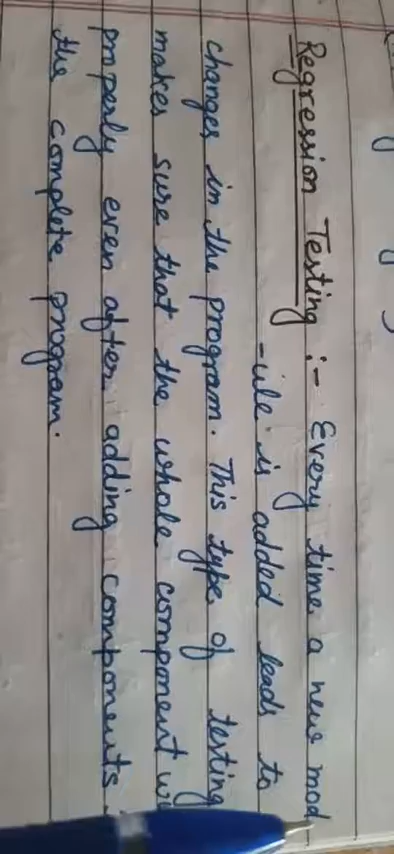 Regression Testing :- Every time a new mod
-ule is added leads to
changes in the program. This type of testing
makes sure that the whole component
properly even after adding components
the complete program.